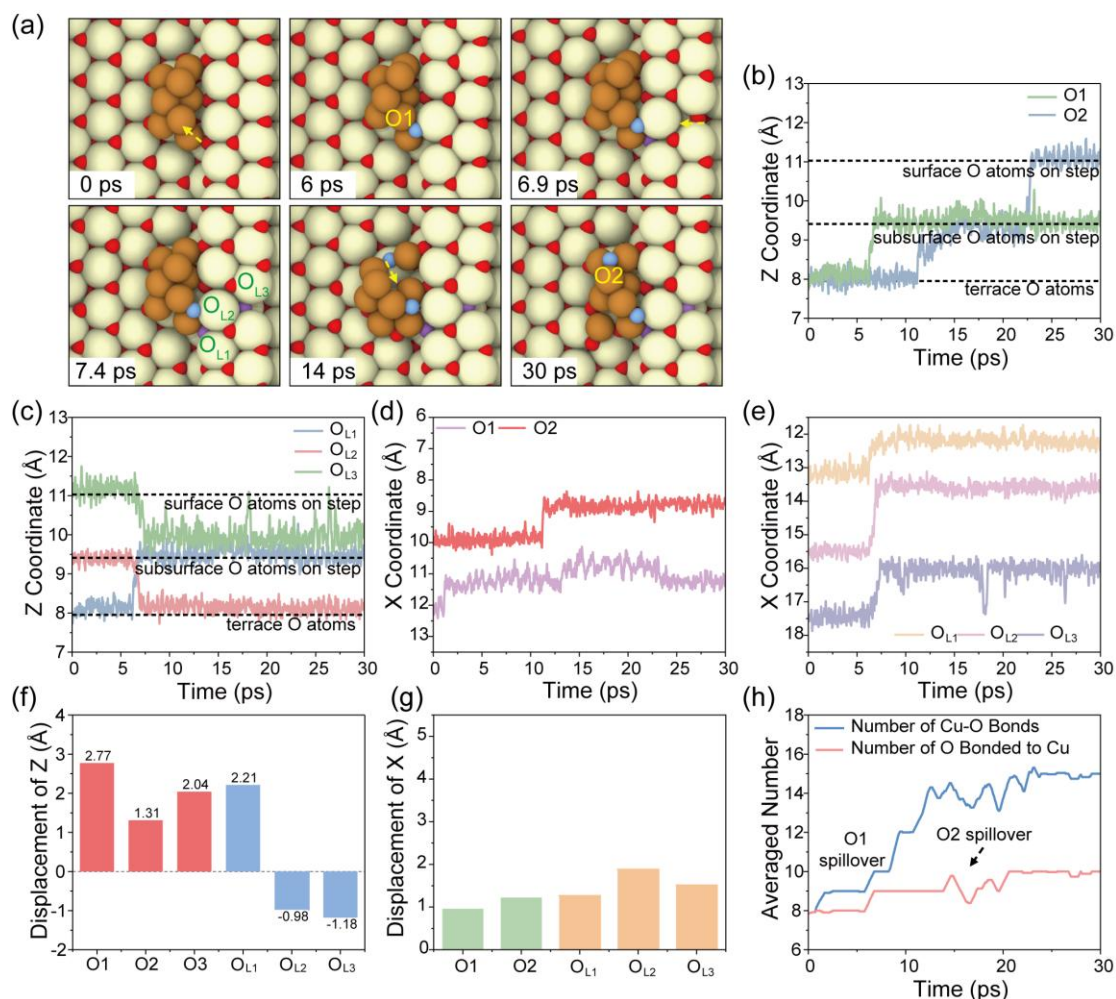 (a)
0 ps
O1
6 ps
6.9 ps
7.4 ps
O_L1
O_L2
O_L3
14 ps
O2
30 ps
(b)
Z Coordinate (Å)
13
12
11
10
9
8
7
O1
O2
surface O atoms on step
subsurface O atoms on step
terrace O atoms
0 5 10 15 20 25 30
Time (ps)
(c)
Z Coordinate (Å)
13
12
11
10
9
8
7
O_L1
O_L2
O_L3
surface O atoms on step
subsurface O atoms on step
terrace O atoms
0 5 10 15 20 25 30
Time (ps)
(d)
X Coordinate (Å)
6
8
9
10
12
13
O1 O2
0 5 10 15 20 25 30
Time (ps)
(e)
X Coordinate (Å)
12
13
14
16
17
18
O_L1 O_L2 O_L3
0 5 10 15 20 25 30
Time (ps)
(f)
Displacement of Z (Å)
4
3
2
1
0
-1
-2
2.77
1.31
2.04
2.21
-0.98
-1.18
O1 O2 O3 O_L1 O_L2 O_L3
(g)
Displacement of X (Å)
5
4
3
2
1
0
O1 O2 O_L1 O_L2 O_L3
(h)
Averaged Number
18
16
14
12
10
8
6
Number of Cu-O Bonds
Number of O Bonded to Cu
O1
spillover
O2 spillover
0 5 10 15 20 25 30
Time (ps)